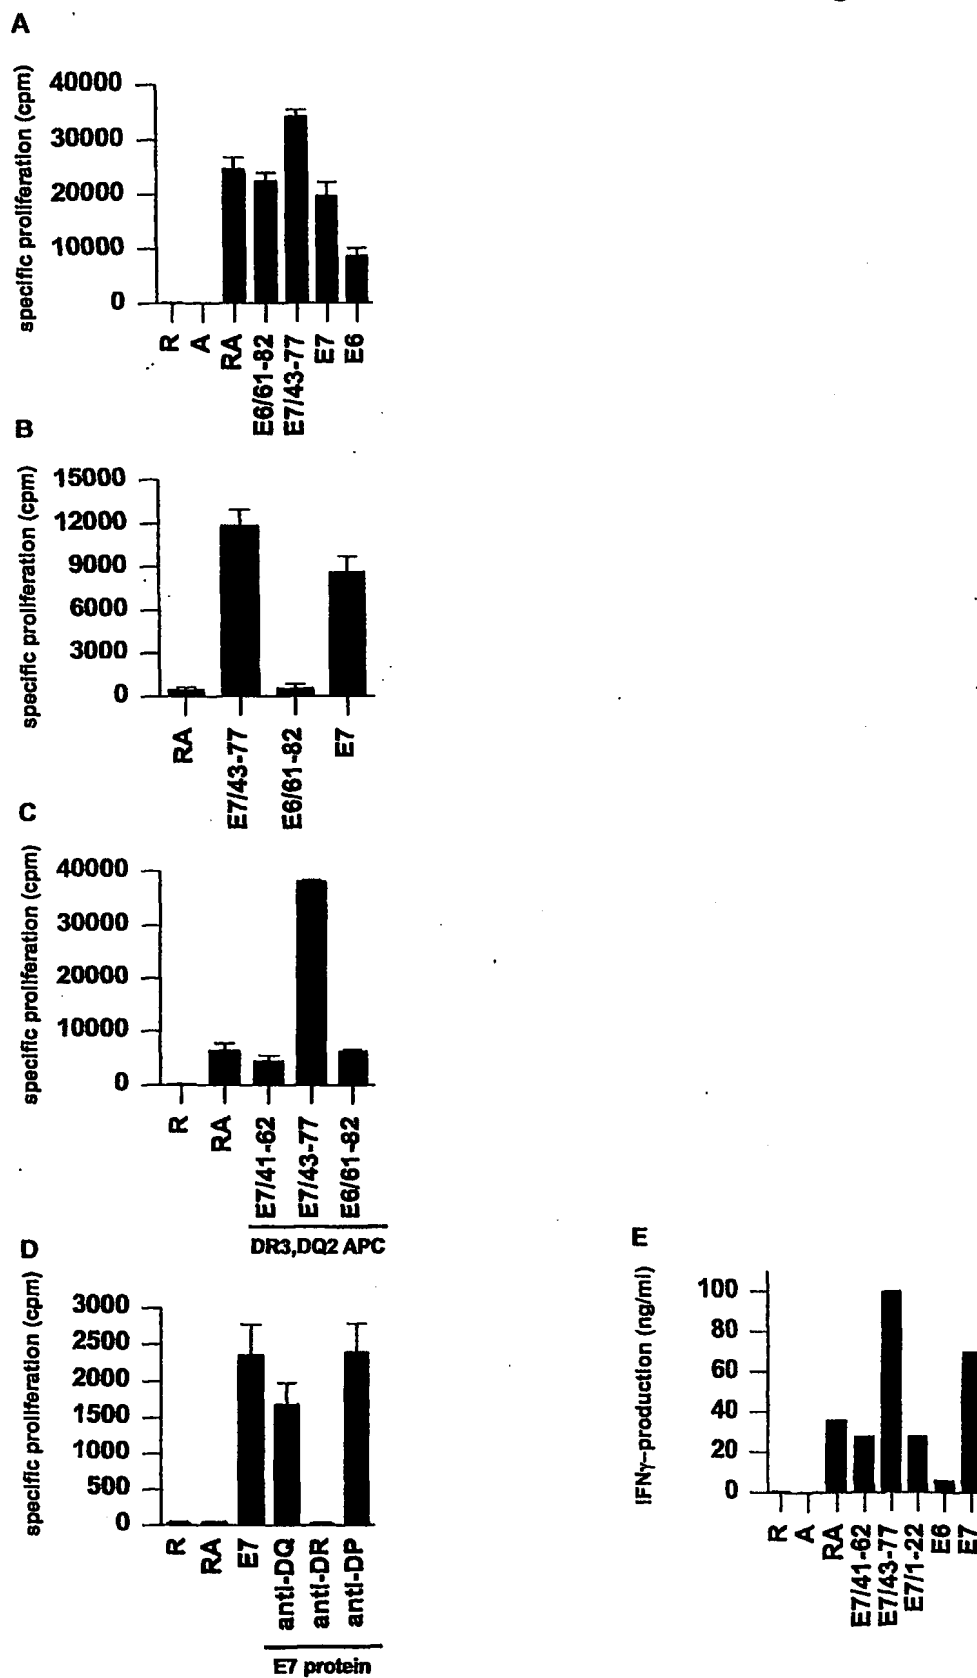 A
specific proliferation (cpm)
40000
30000
20000
10000
0
R
A
RA
E6/61-82
E7/43-77
E7
E6
B
specific proliferation (cpm)
15000
12000
9000
6000
3000
0
RA
E7/43-77
E6/61-82
E7
C
specific proliferation (cpm)
40000
30000
20000
10000
0
R
RA
E7/41-62
E7/43-77
E6/61-82
DR3,DQ2 APC
D
specific proliferation (cpm)
3000
2500
2000
1500
1000
500
0
R
RA
E7
anti-DQ
anti-DR
anti-DP
E7 protein
E
IFNγ-production (ng/ml)
100
80
60
40
20
0
R
A
RA
E7/41-62
E7/43-77
E7/1-22
E6
E7